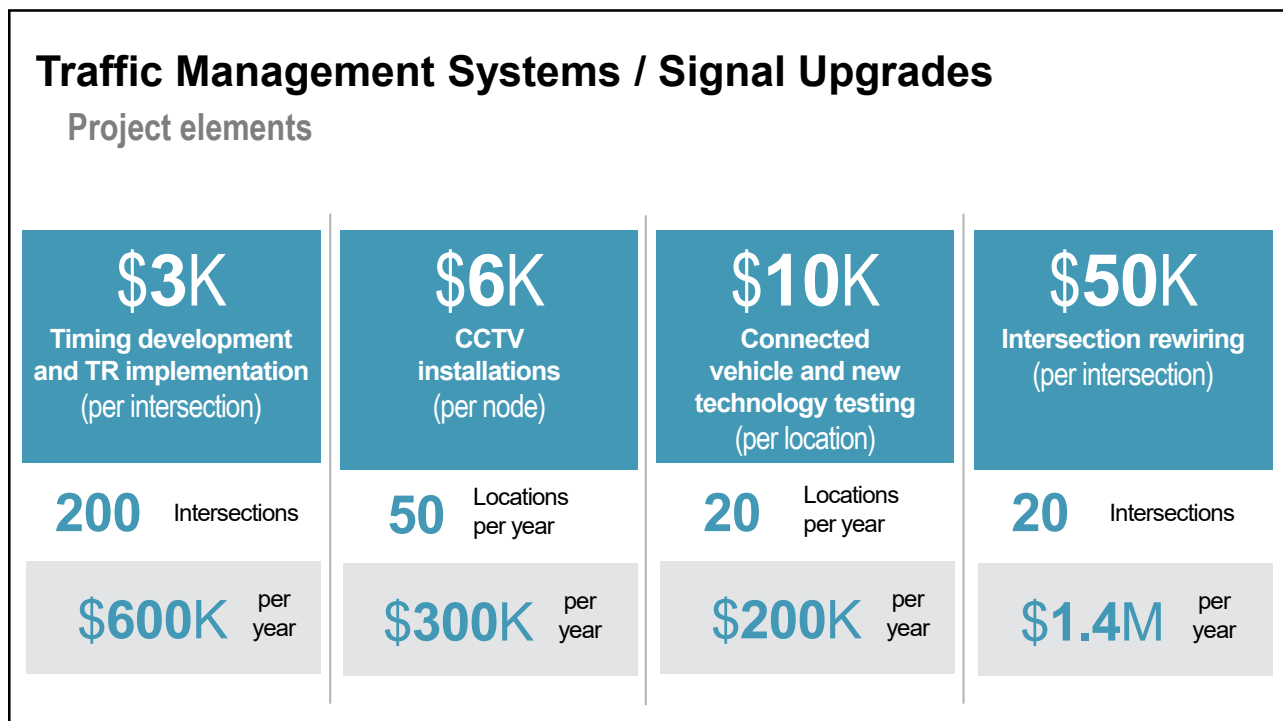 Traffic Management Systems / Signal Upgrades
Project elements
$3K
Timing development
and TR implementation
(per intersection)
200 Intersections
$600K per
year
$6K
CCTV
installations
(per node)
50 Locations
per year
$300K per
year
$10K
Connected
vehicle and new
technology testing
(per location)
20 Locations
per year
$200K per
year
$50K
Intersection rewiring
(per intersection)
20 Intersections
$1.4M per
year